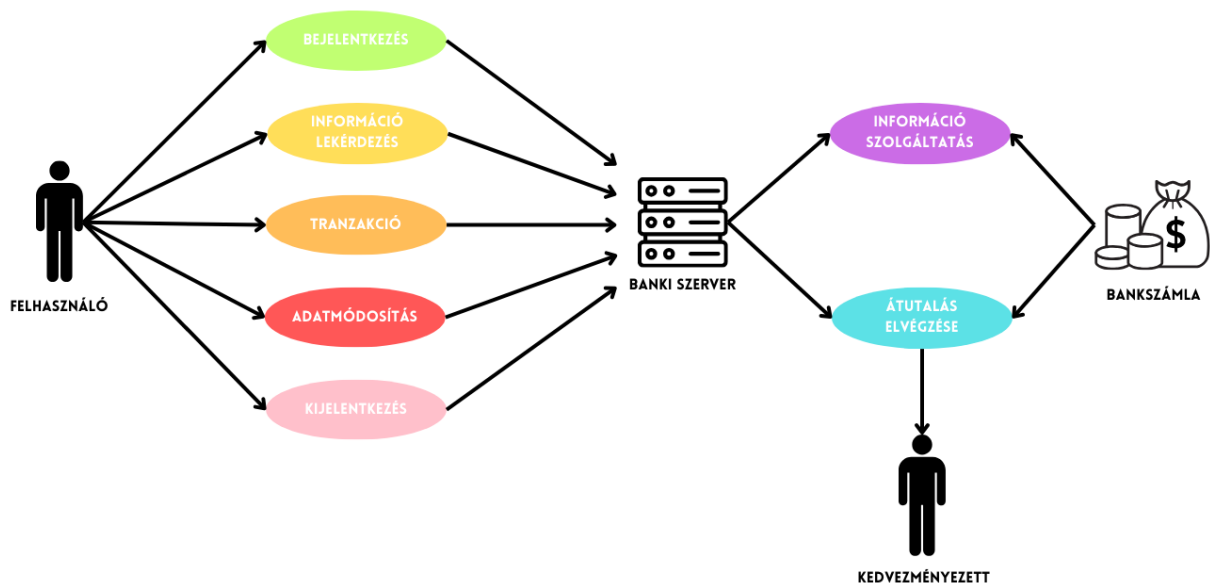 BEJELENTKEZÉS
INFORMÁCIÓ
LEKÉRDEZÉS
TRANZAKCIÓ
ADATMÓDOSÍTÁS
KIJELENTKEZÉS
FELHASZNÁLÓ
BANKI SZERVER
INFORMÁCIÓ
SZOLGÁLTATÁS
ÁTUTALÁS
ELVÉGZÉSE
$
BANKSZÁMLA
KEDVEZMÉNYEZETT